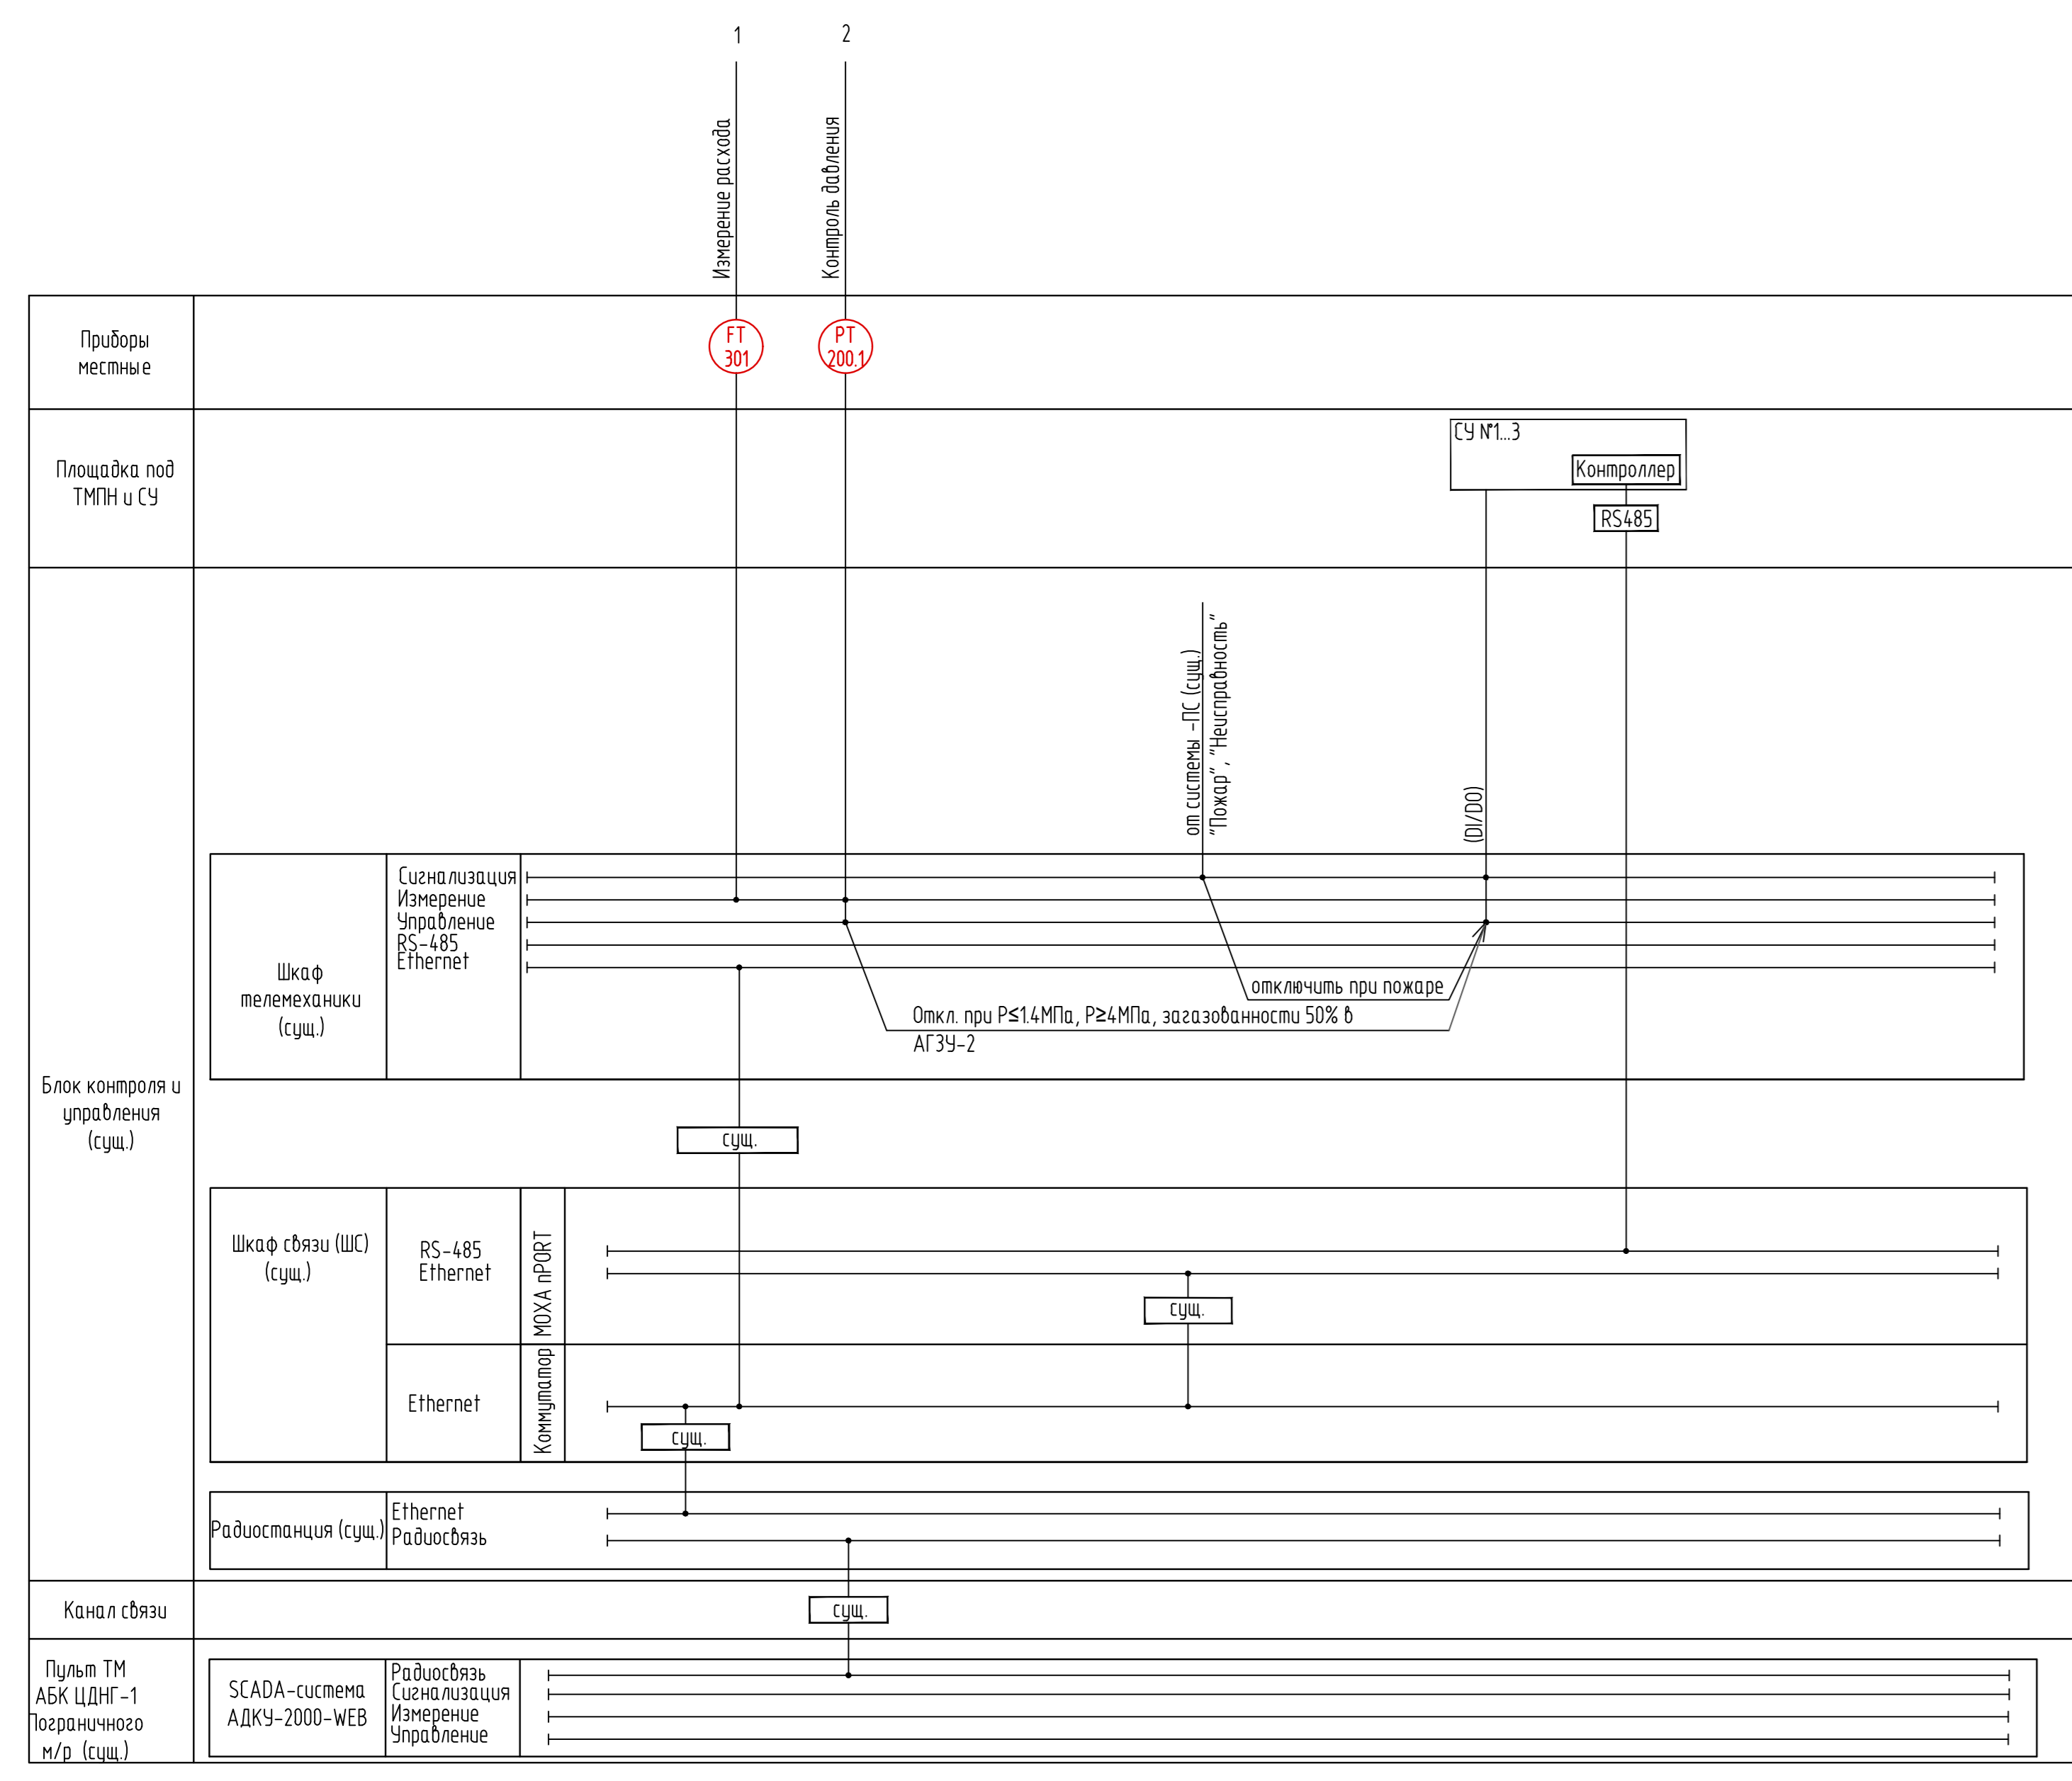 1
2
Измерение расхода
Контроль давления
Приборы
местные
FT
301
PT
200.1
Площадка под
ТМПН и СУ
СУ №1...3
Контроллер
RS485
от системы -ПС (сущ.)
"Пожар", "Неисправность"
(DI/DO)
Блок контроля и
управления
(сущ.)
Шкаф
телемеханики
(сущ.)
Сигнализация
Измерение
Управление
RS-485
Ethernet
отключить при пожаре
Откл. при P≤1.4МПа, P≥4МПа, загазованности 50% в
АГЗУ-2
сущ.
Шкаф связи (ШС)
(сущ.)
RS-485
Ethernet
MOXA nPORT
сущ.
Ethernet
Коммутатор
сущ.
Радиостанция (сущ.)
Ethernet
Радиосвязь
Канал связи
сущ.
Пульт ТМ
АБК ЦДНГ-1
Пограничного
м/р (сущ.)
SCADA-система
АДКУ-2000-WEB
Радиосвязь
Сигнализация
Измерение
Управление